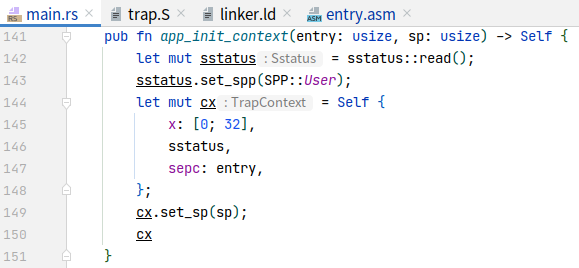 main.rs × trap.S × linker.ld × entry.asm ×
141 pub fn app_init_context(entry: usize, sp: usize) -> Self {
142 let mut sstatus : Sstatus = sstatus::read();
143 sstatus.set_spp(SPP::User);
144 let mut cx : TrapContext = Self {
145 x: [0; 32],
146 sstatus,
147 sepc: entry,
148 };
149 cx.set_sp(sp);
150 cx
151 }